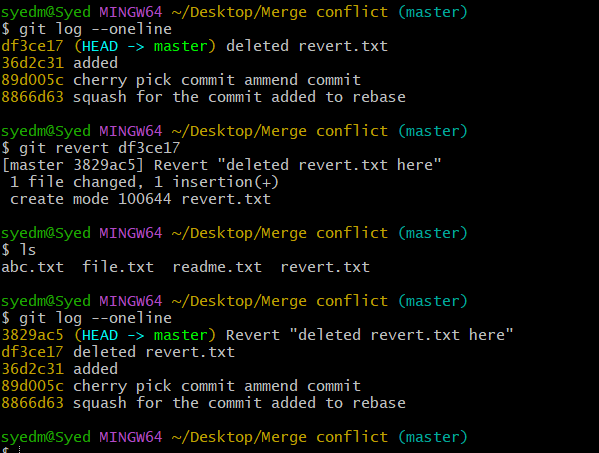 syedm@Syed MINGW64 ~/Desktop/Merge conflict (master)
$ git log --oneline
df3ce17 (HEAD -> master) deleted revert.txt
36d2c31 added
89d005c cherry pick commit ammend commit
8866d63 squash for the commit added to rebase
syedm@Syed MINGW64 ~/Desktop/Merge conflict (master)
$ git revert df3ce17
[master 3829ac5] Revert "deleted revert.txt here"
1 file changed, 1 insertion(+)
create mode 100644 revert.txt
syedm@Syed MINGW64 ~/Desktop/Merge conflict (master)
$ ls
abc.txt  file.txt  readme.txt  revert.txt
syedm@Syed MINGW64 ~/Desktop/Merge conflict (master)
$ git log --oneline
3829ac5 (HEAD -> master) Revert "deleted revert.txt here"
df3ce17 deleted revert.txt
36d2c31 added
89d005c cherry pick commit ammend commit
8866d63 squash for the commit added to rebase
syedm@Syed MINGW64 ~/Desktop/Merge conflict (master)
$